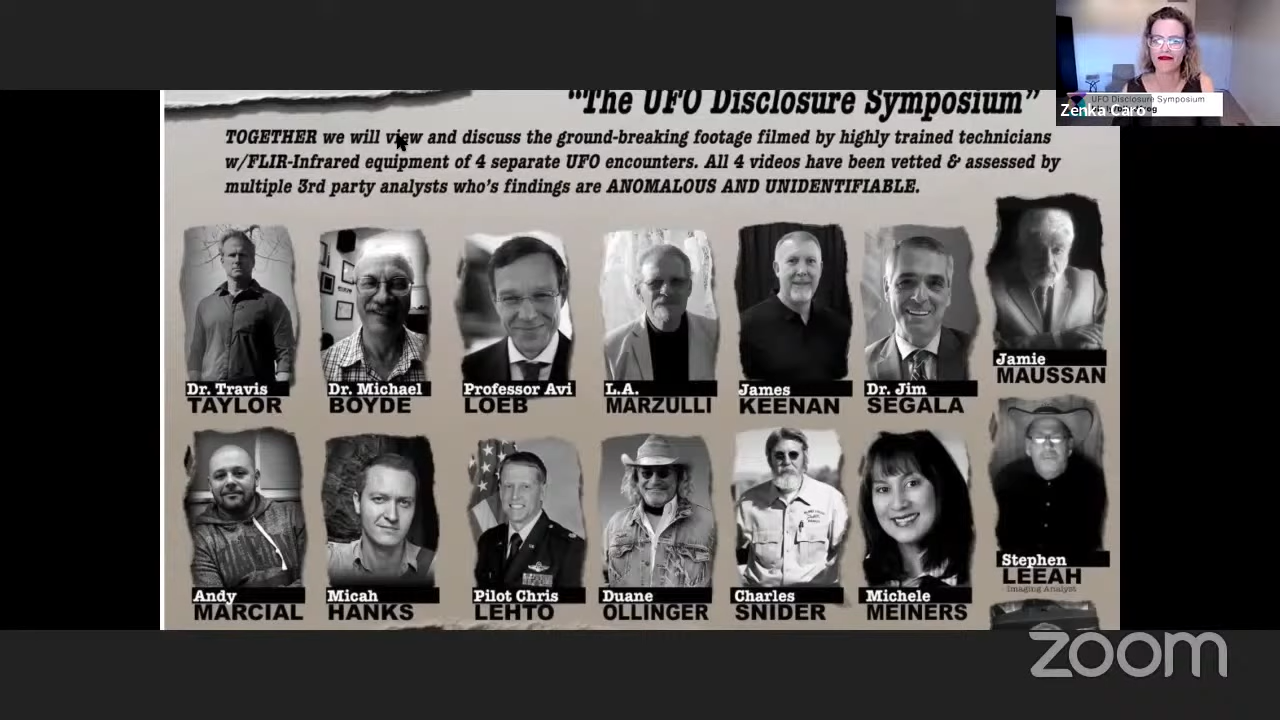 "The UFO Disclosure Symposium"
TOGETHER we will view and discuss the ground-breaking footage filmed by highly trained technicians
w/FLIR-Infrared equipment of 4 separate UFO encounters. All 4 videos have been vetted & assessed by
multiple 3rd party analysts who's findings are ANOMALOUS AND UNIDENTIFIABLE.
Dr. Travis
TAYLOR
Dr. Michael
BOYDE
Professor Avi
LOEB
L.A.
MARZULLI
James
KEENAN
Dr. Jim
SEGALA
Jamie
MAUSSAN
Andy
MARCIAL
Micah
HANKS
Pilot Chris
LEHTO
Duane
OLLINGER
Charles
SNIDER
Michele
MEINERS
Stephen
LEEAH
Imaging Analyst
UFO Disclosure Symposium
Zenka Caro
zoom